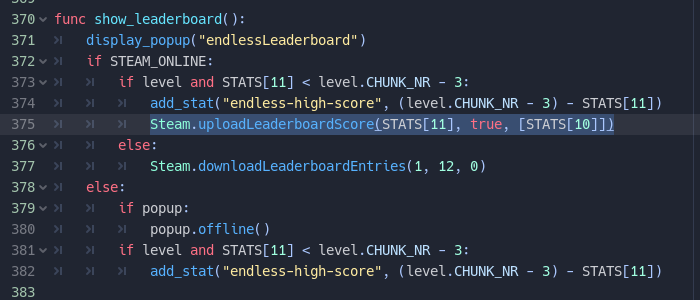 370 func show_leaderboard():
371 display_popup("endlessLeaderboard")
372 if STEAM_ONLINE:
373 if level and STATS[11] < level.CHUNK_NR - 3:
374 add_stat("endless-high-score", (level.CHUNK_NR - 3) - STATS[11])
375 Steam.uploadLeaderboardScore(STATS[11], true, [STATS[10]])
376 else:
377 Steam.downloadLeaderboardEntries(1, 12, 0)
378 else:
379 if popup:
380 popup.offline()
381 if level and STATS[11] < level.CHUNK_NR - 3:
382 add_stat("endless-high-score", (level.CHUNK_NR - 3) - STATS[11])
383